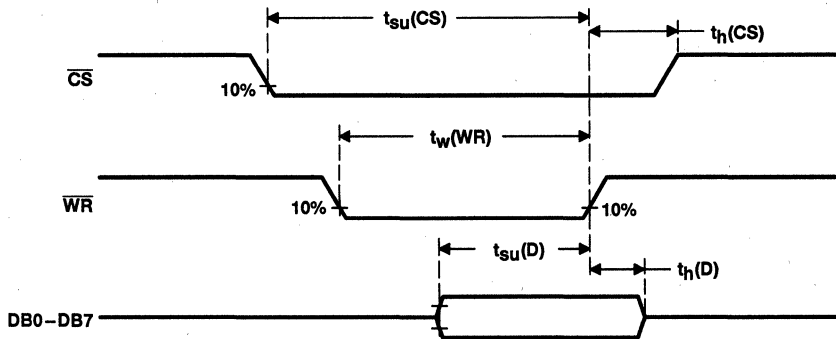 tsu(CS)
th(CS)
CS
10%
tw(WR)
WR
10%
10%
tsu(D)
th(D)
DB0–DB7